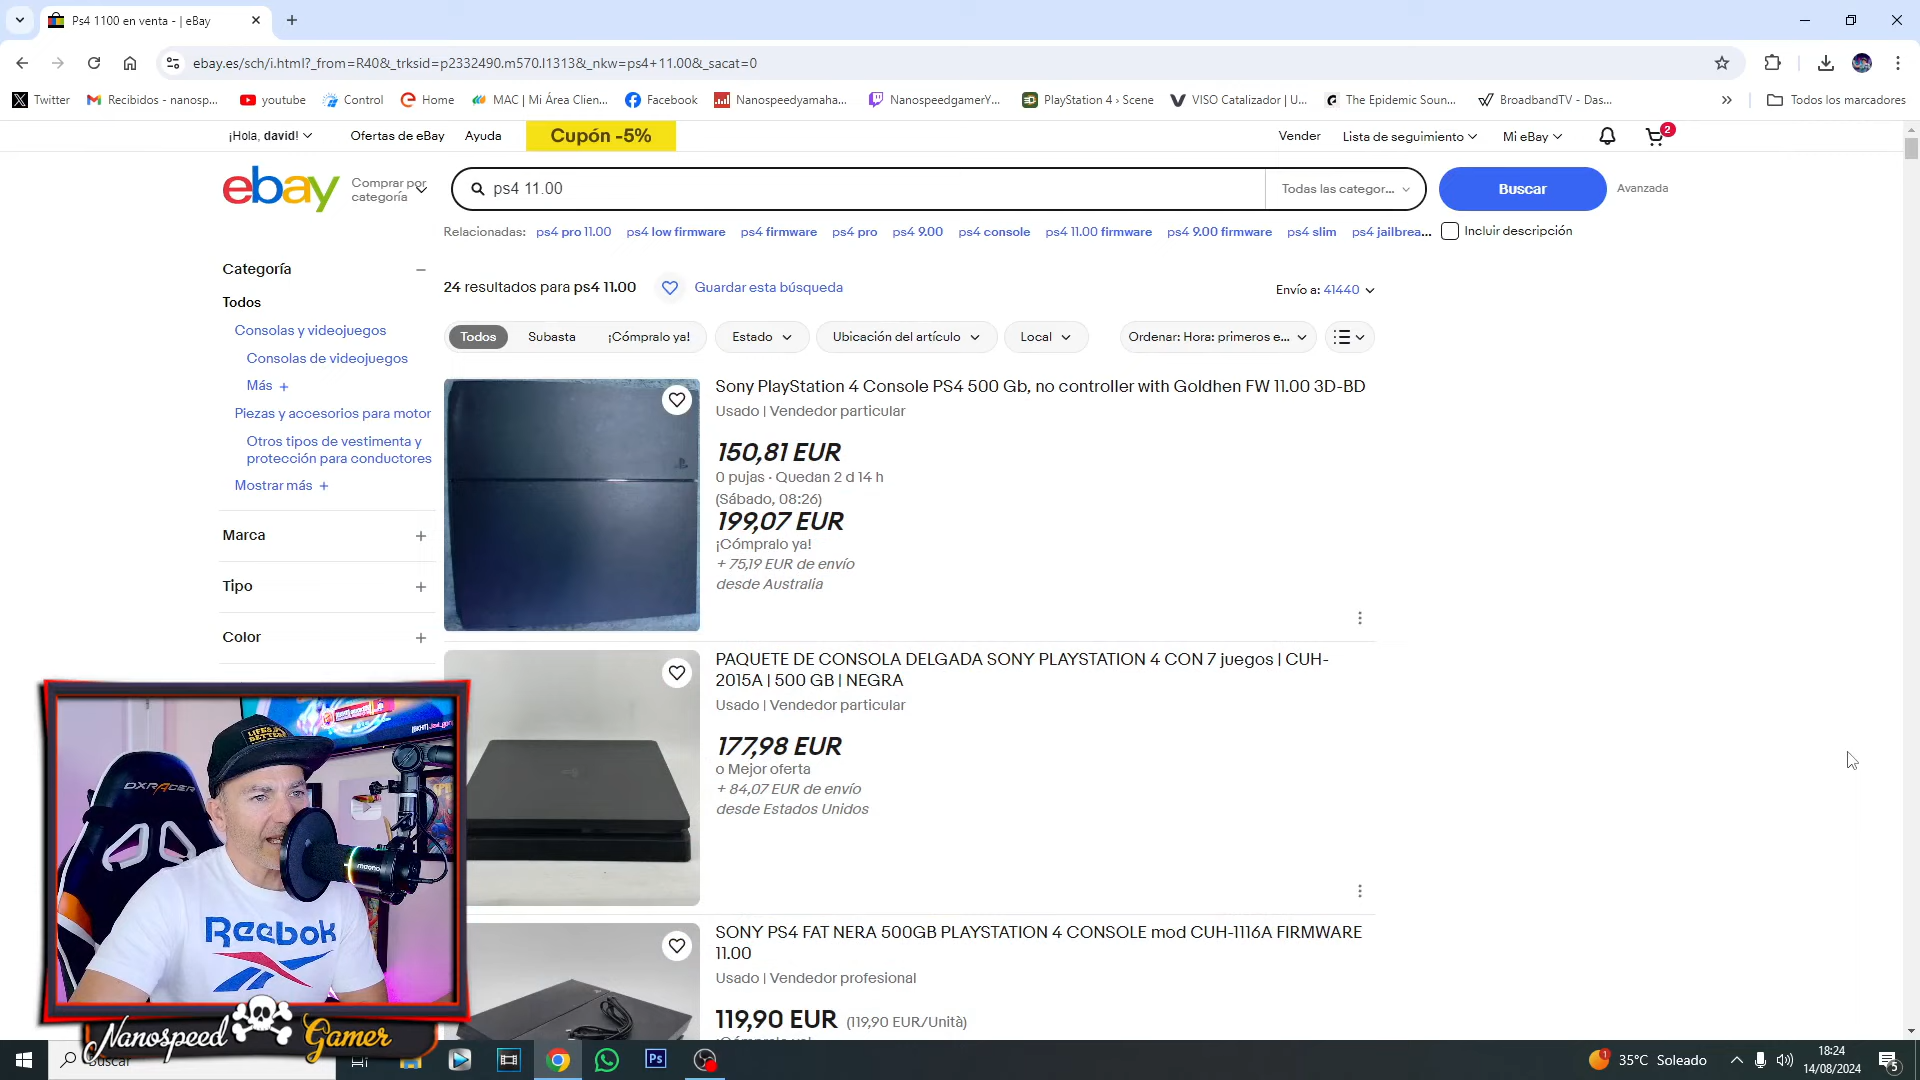 Ps4 1100 en venta - | eBay
ebay.es/sch/i.html?_from=R40&_trksid=p2332490.m570.l1313&_nkw=ps4+11.00&_sacat=0
Twitter
Recibidos - nanosp...
youtube
Control
Home
MAC | Mi Área Clien...
Facebook
Nanospeedyamaha...
NanospeedgamerY...
PlayStation 4 › Scene
VISO Catalizador | U...
The Epidemic Soun...
BroadbandTV - Das...
Todos los marcadores
¡Hola, david!
Ofertas de eBay
Ayuda
Cupón -5%
Vender
Lista de seguimiento
Mi eBay
2
ebay
Comprar por
categoría
ps4 11.00
Todas las categor...
Buscar
Avanzada
Relacionadas: ps4 pro 11.00 ps4 low firmware ps4 firmware ps4 pro ps4 9.00 ps4 console ps4 11.00 firmware ps4 9.00 firmware ps4 slim ps4 jailbrea...
Incluir descripción
Categoría
Todos
Consolas y videojuegos
Consolas de videojuegos
Más +
Piezas y accesorios para motor
Otros tipos de vestimenta y
protección para conductores
Mostrar más +
Marca
Tipo
Color
24 resultados para ps4 11.00
Guardar esta búsqueda
Envío a: 41440
Todos
Subasta
¡Cómpralo ya!
Estado
Ubicación del artículo
Local
Ordenar: Hora: primeros e...
Sony PlayStation 4 Console PS4 500 Gb, no controller with Goldhen FW 11.00 3D-BD
Usado | Vendedor particular
150,81 EUR
0 pujas · Quedan 2 d 14 h
(Sábado, 08:26)
199,07 EUR
¡Cómpralo ya!
+ 75,19 EUR de envío
desde Australia
PAQUETE DE CONSOLA DELGADA SONY PLAYSTATION 4 CON 7 juegos | CUH-
2015A | 500 GB | NEGRA
Usado | Vendedor particular
177,98 EUR
o Mejor oferta
+ 84,07 EUR de envío
desde Estados Unidos
SONY PS4 FAT NERA 500GB PLAYSTATION 4 CONSOLE mod CUH-1116A FIRMWARE
11.00
Usado | Vendedor profesional
119,90 EUR (119,90 EUR/Unità)
DXRACER
Reebok
Nanospeed Gamer
Buscar
Ps
1
35°C Soleado
18:24
14/08/2024
5